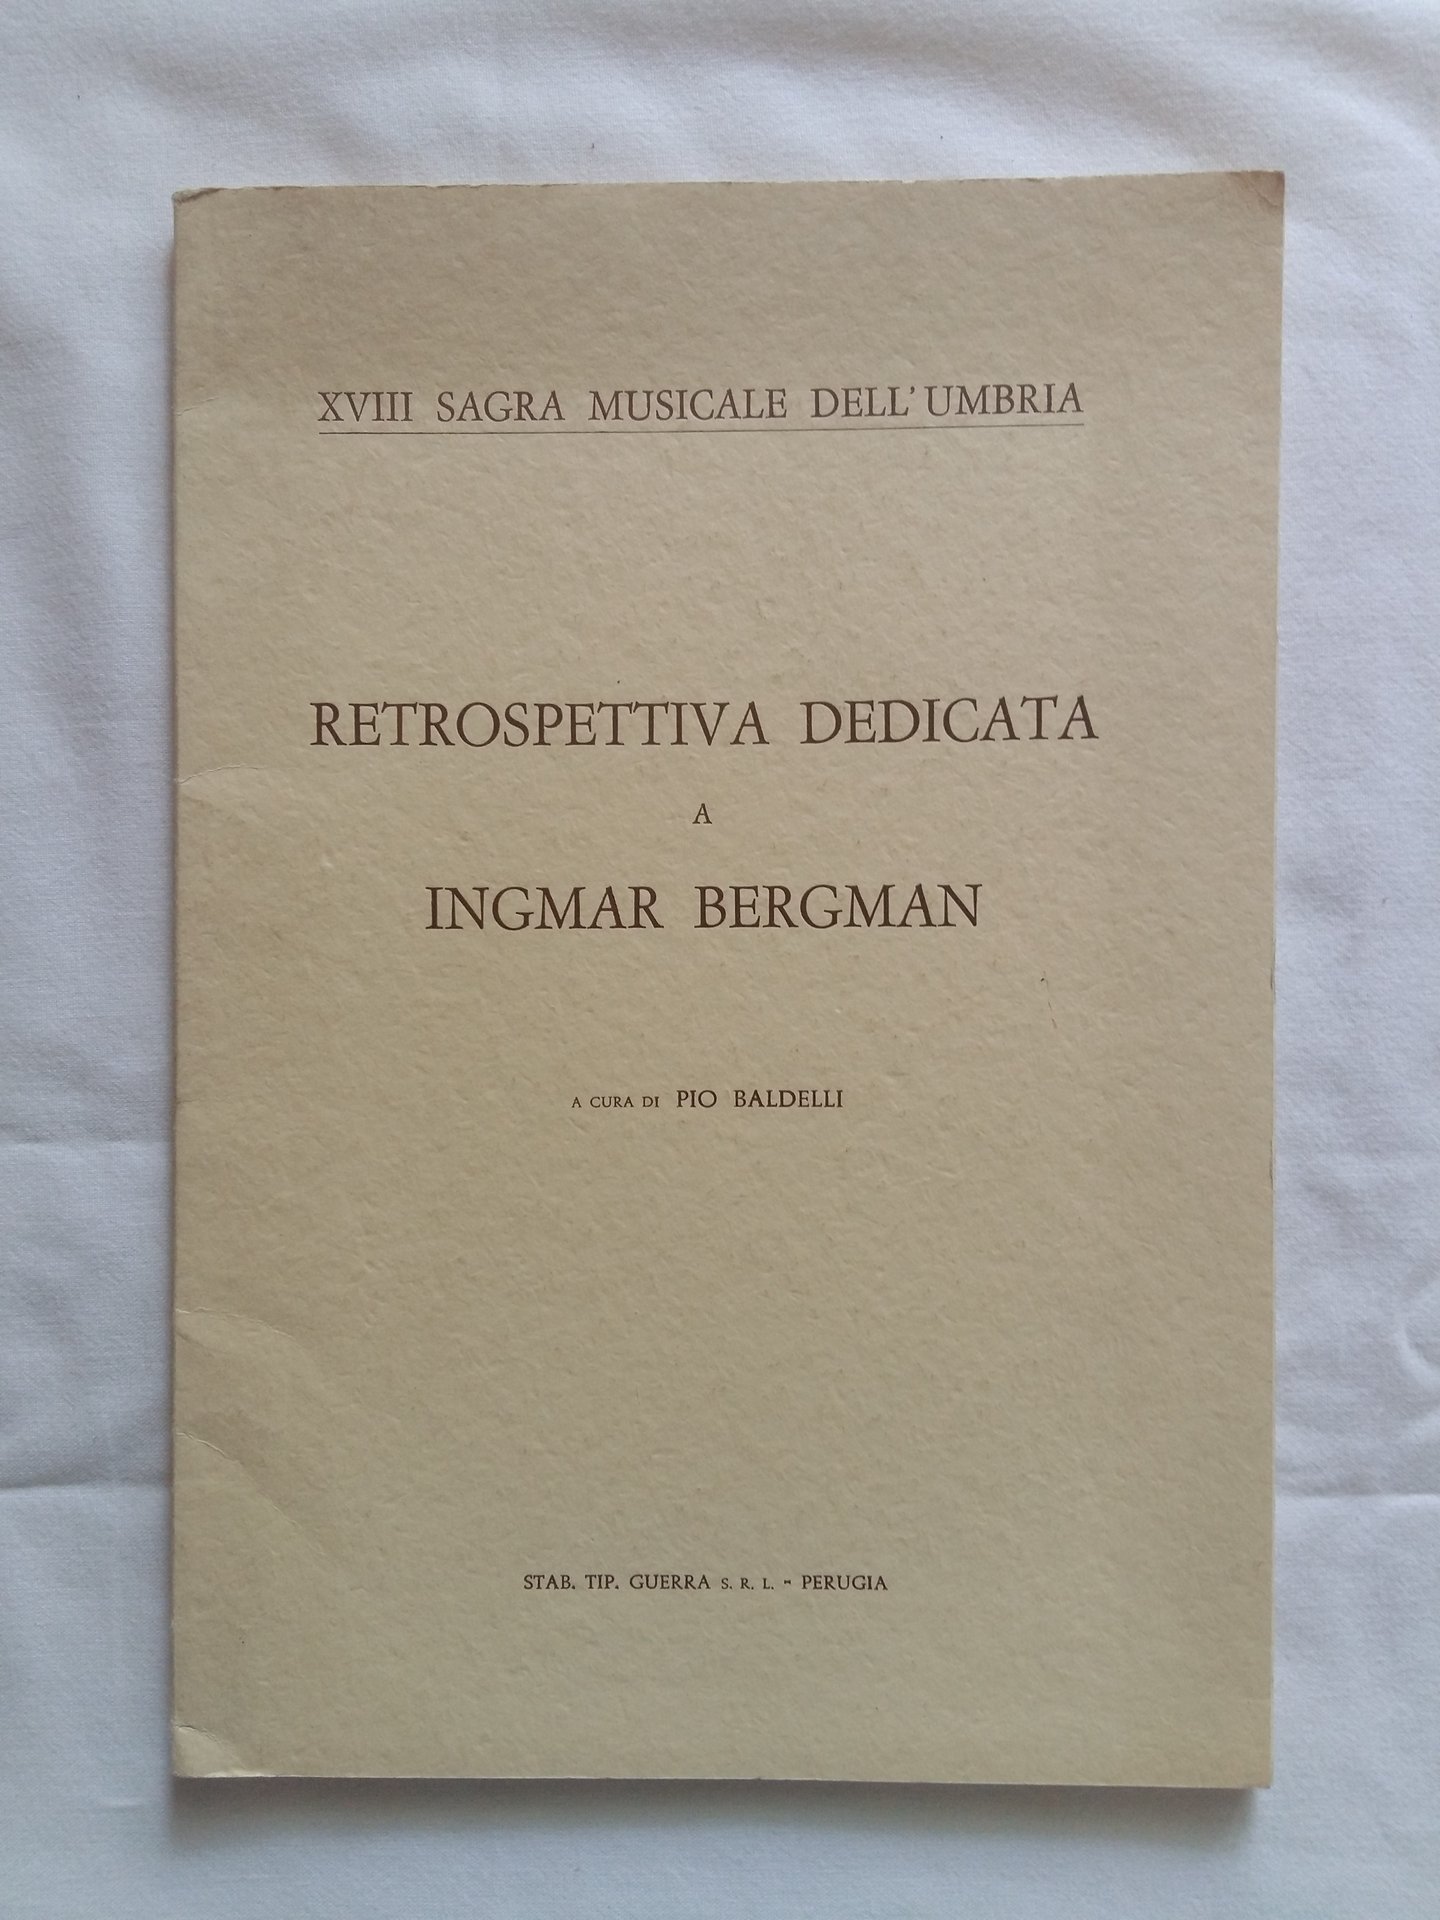 XVIII SAGRA MUSICALE DELL'UMBRIA
RETROSPETTIVA DEDICATA
A
INGMAR BERGMAN
A CURA DI PIO BALDELLI
STAB. TIP. GUERRA S. R. L. - PERUGIA